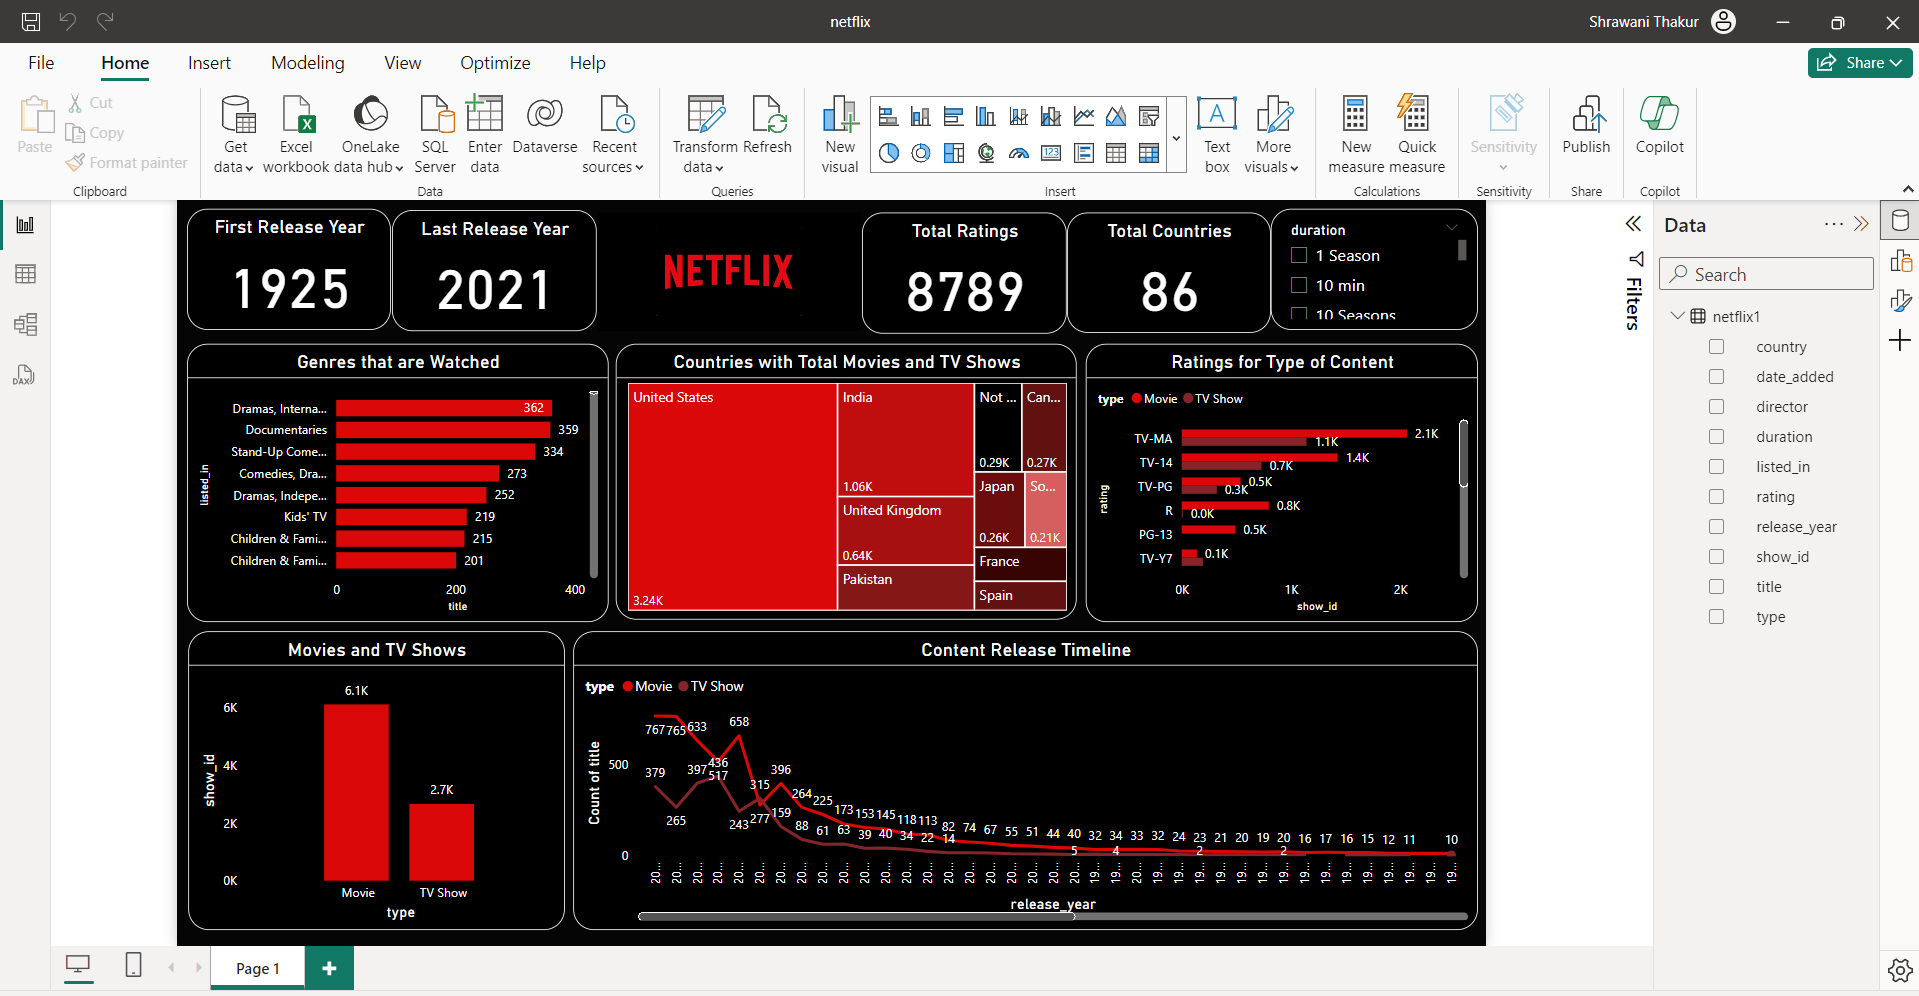 netflix
Shrawani Thakur
File Home Insert Modeling View Optimize Help
Share
Paste
Cut
Copy
Format painter
Clipboard
Get data
Excel workbook
OneLake data hub
SQL Server
Enter data
Dataverse
Recent sources
Data
Transform data
Refresh
Queries
New visual
Text box
More visuals
Insert
New measure
Quick measure
Calculations
Sensitivity
Sensitivity
Publish
Share
Copilot
Copilot
First Release Year
1925
Last Release Year
2021
NETFLIX
Total Ratings
8789
Total Countries
86
duration
1 Season
10 min
10 Seasons
Genres that are Watched
listed_in
Dramas, Interna... 362
Documentaries 359
Stand-Up Come... 334
Comedies, Dra... 273
Dramas, Indepe... 252
Kids' TV 219
Children & Fami... 215
Children & Fami... 201
0 200 400
title
Countries with Total Movies and TV Shows
United States
3.24K
India
1.06K
United Kingdom
0.64K
Pakistan
Not ...
0.29K
Can...
0.27K
Japan
0.26K
So...
0.21K
France
Spain
Ratings for Type of Content
type Movie TV Show
rating
TV-MA 2.1K 1.1K
TV-14 1.4K 0.7K
TV-PG 0.5K 0.3K
R 0.8K 0.0K
PG-13 0.5K
TV-Y7 0.1K
0K 1K 2K
show_id
Movies and TV Shows
show_id
6K
4K
2K
0K
6.1K
2.7K
Movie TV Show
type
Content Release Timeline
type Movie TV Show
Count of title
500
0
767 765 633 436 658 315 396 264 225 173 153 145 118 113 82 74 67 55 51 44 40 32 34 33 32 24 23 21 20 19 20 16 17 16 15 12 11 10
379 265 397 517 243 277 159 88 61 63 39 40 34 22 14 5 4 2 2
20... 20... 20... 20... 20... 20... 20... 20... 20... 20... 20... 20... 20... 20... 20... 20... 20... 20... 20... 20... 20... 19... 19... 20... 19... 19... 19... 19... 19... 19... 19... 19... 19... 19... 19... 19... 19... 19... 19...
release_year
Filters
Data
Search
netflix1
country
date_added
director
duration
listed_in
rating
release_year
show_id
title
type
DAX
Page 1